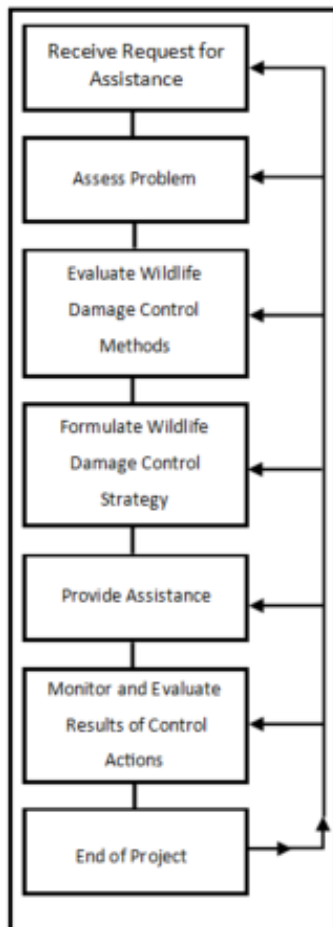 Receive Request for
Assistance
Assess Problem
Evaluate Wildlife
Damage Control
Methods
Formulate Wildlife
Damage Control
Strategy
Provide Assistance
Monitor and Evaluate
Results of Control
Actions
End of Project